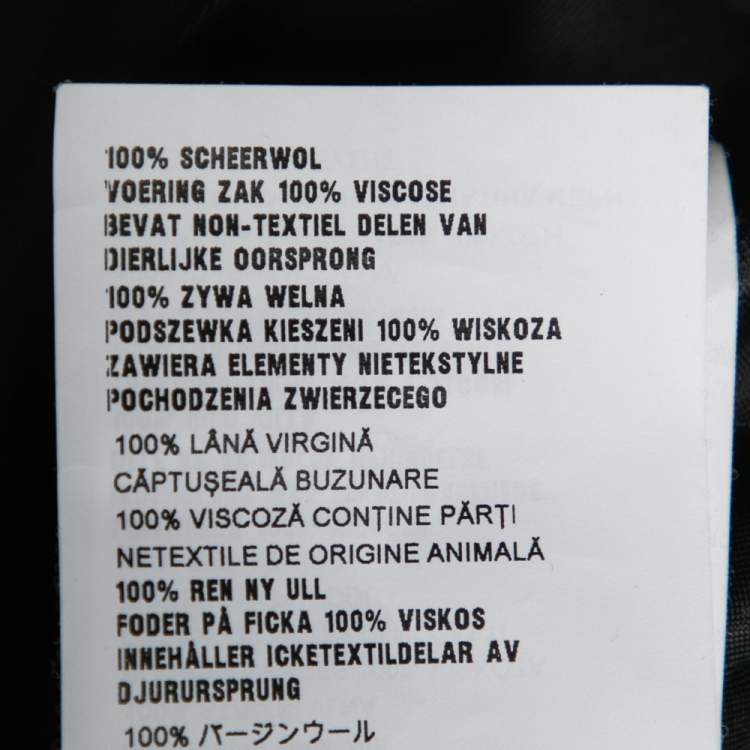 100% SCHEERWOL
VOERING ZAK 100% VISCOSE
BEVAT NON-TEXTIEL DELEN VAN
DIERLIJKE OORSPRONG
100% ZYWA WELNA
PODSZEWKA KIESZENI 100% WISKOZA
ZAWIERA ELEMENTY NIETEKSTYLNE
POCHODZENIA ZWIERZECEGO
100% LÂNĂ VIRGINĂ
CĂPTUȘEALĂ BUZUNARE
100% VISCOZĂ CONȚINE PĂRȚI
NETEXTILE DE ORIGINE ANIMALĂ
100% REN NY ULL
FODER PÅ FICKA 100% VISKOS
INNEHÅLLER ICKETEXTILDELAR AV
DJURURSPRUNG
100% バージンウール